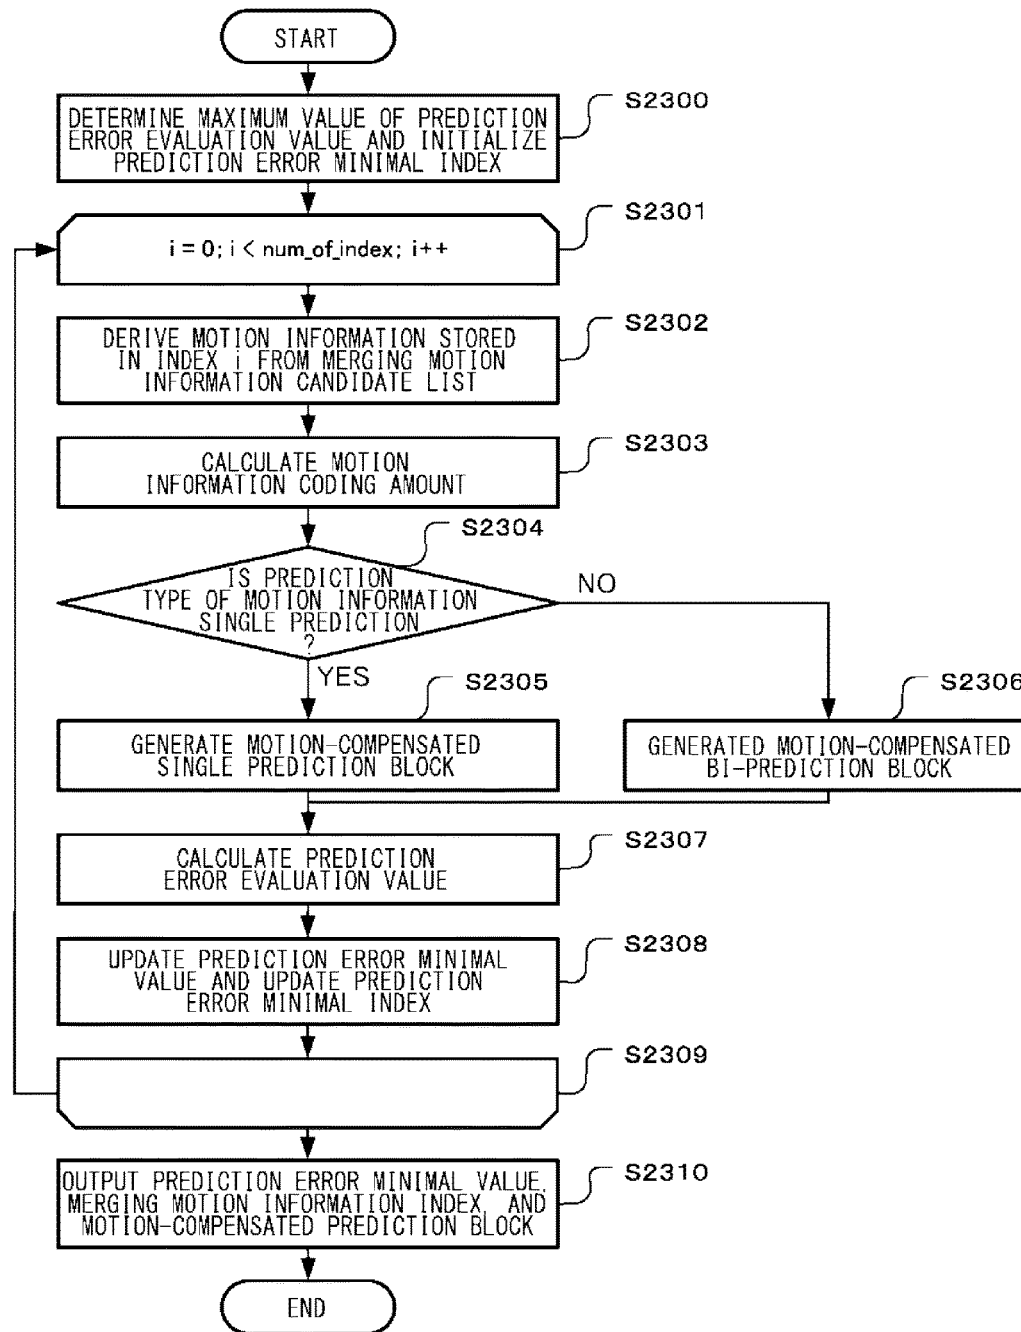 START
S2300
DETERMINE MAXIMUM VALUE OF PREDICTION
ERROR EVALUATION VALUE AND INITIALIZE
PREDICTION ERROR MINIMAL INDEX
S2301
i = 0; i < num_of_index; i++
S2302
DERIVE MOTION INFORMATION STORED
IN INDEX i FROM MERGING MOTION
INFORMATION CANDIDATE LIST
S2303
CALCULATE MOTION
INFORMATION CODING AMOUNT
S2304
IS PREDICTION
TYPE OF MOTION INFORMATION
SINGLE PREDICTION
?
NO
YES
S2305
GENERATE MOTION-COMPENSATED
SINGLE PREDICTION BLOCK
S2306
GENERATED MOTION-COMPENSATED
BI-PREDICTION BLOCK
S2307
CALCULATE PREDICTION
ERROR EVALUATION VALUE
S2308
UPDATE PREDICTION ERROR MINIMAL
VALUE AND UPDATE PREDICTION
ERROR MINIMAL INDEX
S2309
S2310
OUTPUT PREDICTION ERROR MINIMAL VALUE,
MERGING MOTION INFORMATION INDEX, AND
MOTION-COMPENSATED PREDICTION BLOCK
END